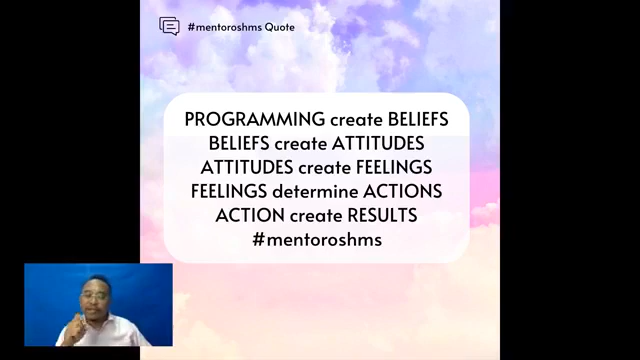 #mentoroshms Quote
PROGRAMMING create BELIEFS
BELIEFS create ATTITUDES
ATTITUDES create FEELINGS
FEELINGS determine ACTIONS
ACTION create RESULTS
#mentoroshms